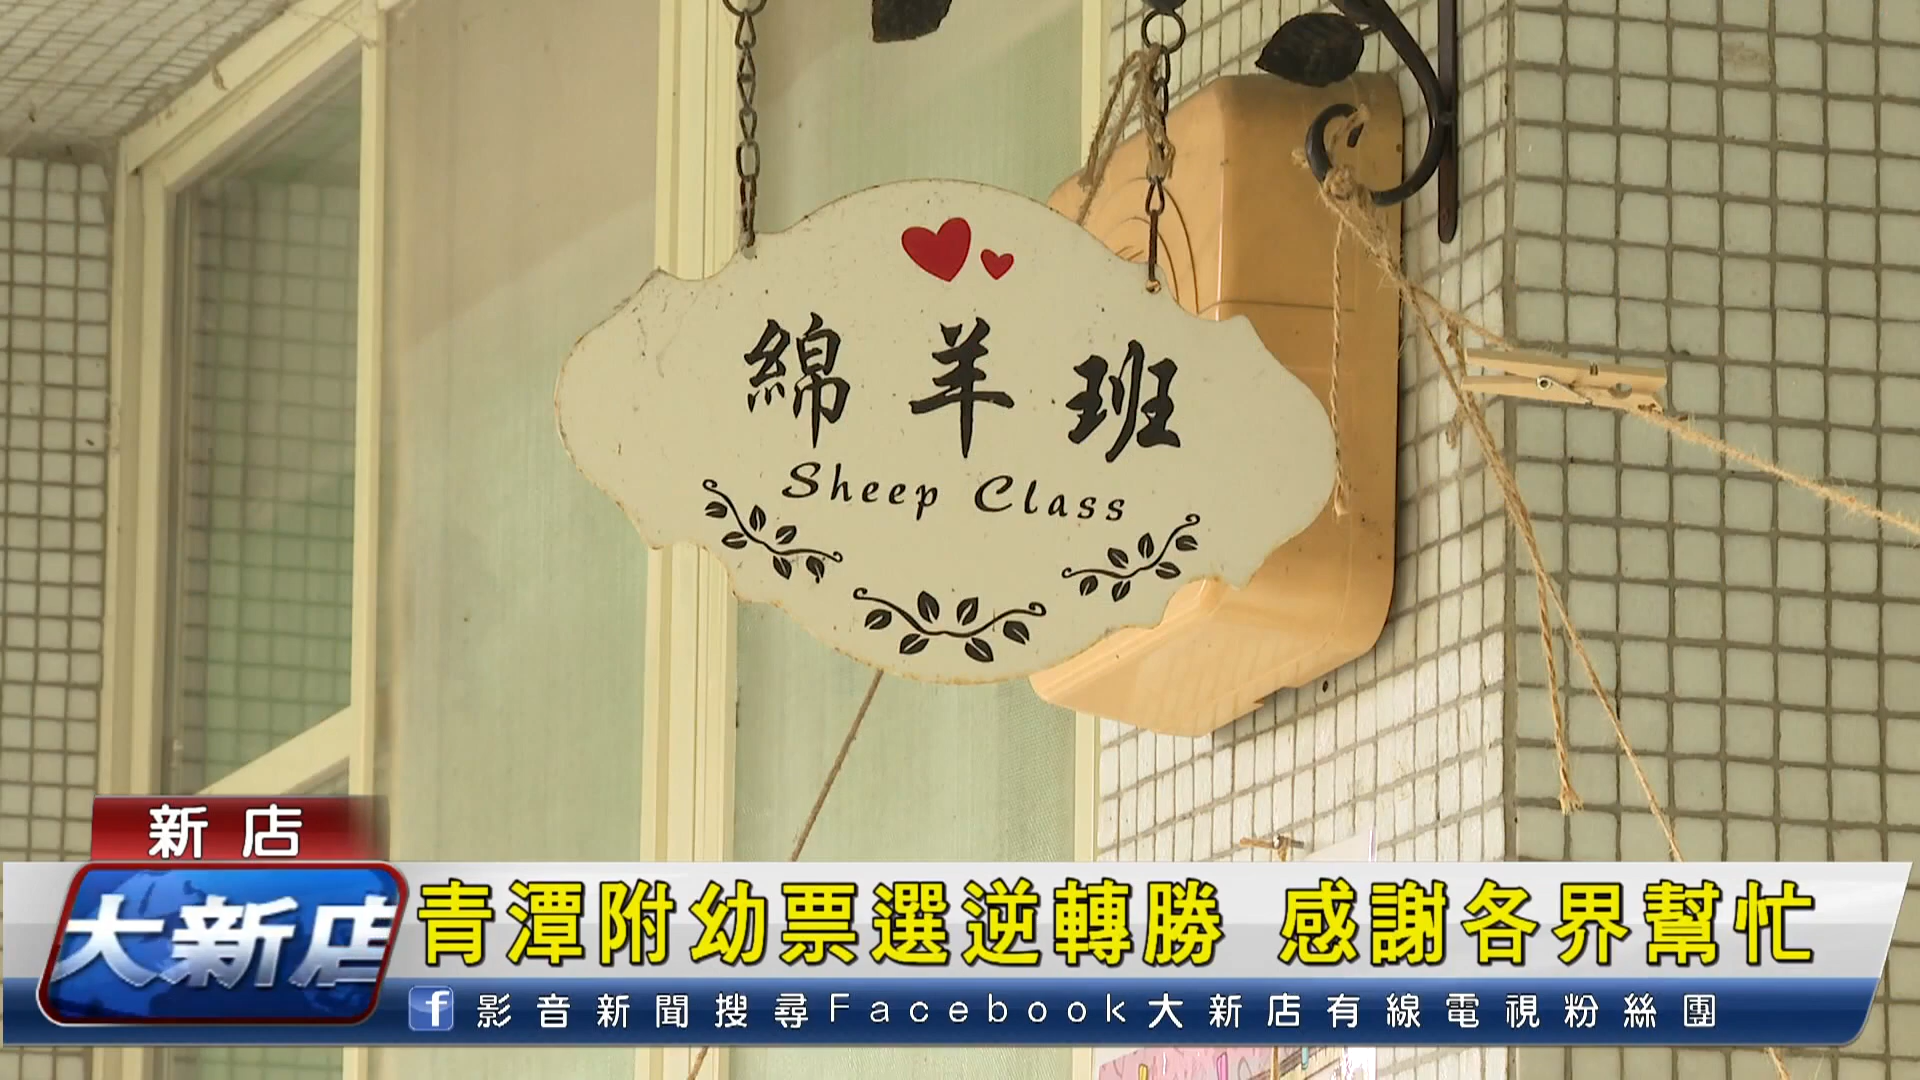 綿羊班
Sheep Class
新店
大新店
青潭附幼票選逆轉勝 感謝各界幫忙
f 影音新聞搜尋Facebook大新店有線電視粉絲團